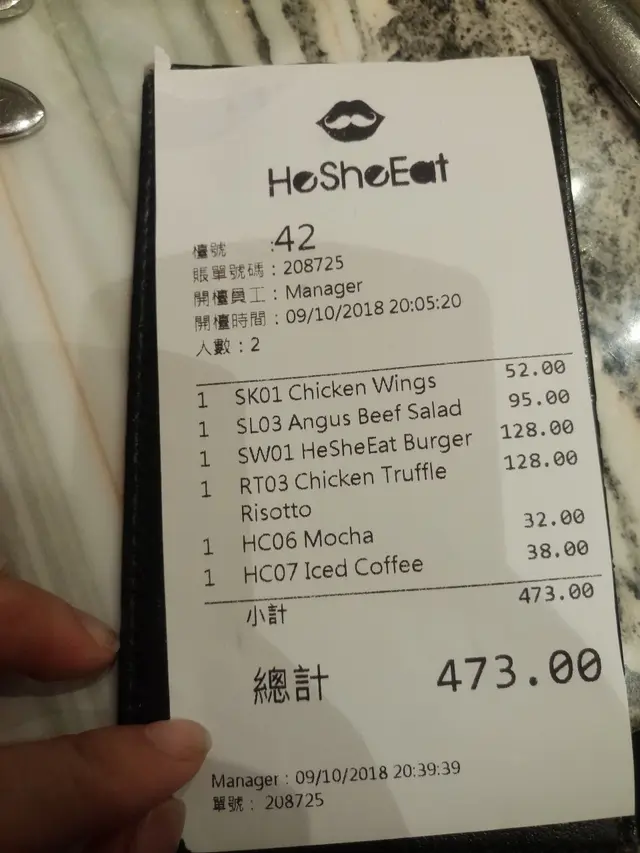 HeSheEat
檯號 :42
賬單號碼：208725
開檯員工：Manager
開檯時間：09/10/2018 20:05:20
人數：2
1 SK01 Chicken Wings 52.00
1 SL03 Angus Beef Salad 95.00
1 SW01 HeSheEat Burger 128.00
1 RT03 Chicken Truffle 128.00
Risotto
1 HC06 Mocha 32.00
1 HC07 Iced Coffee 38.00
小計 473.00
總計 473.00
Manager：09/10/2018 20:39:39
單號： 208725